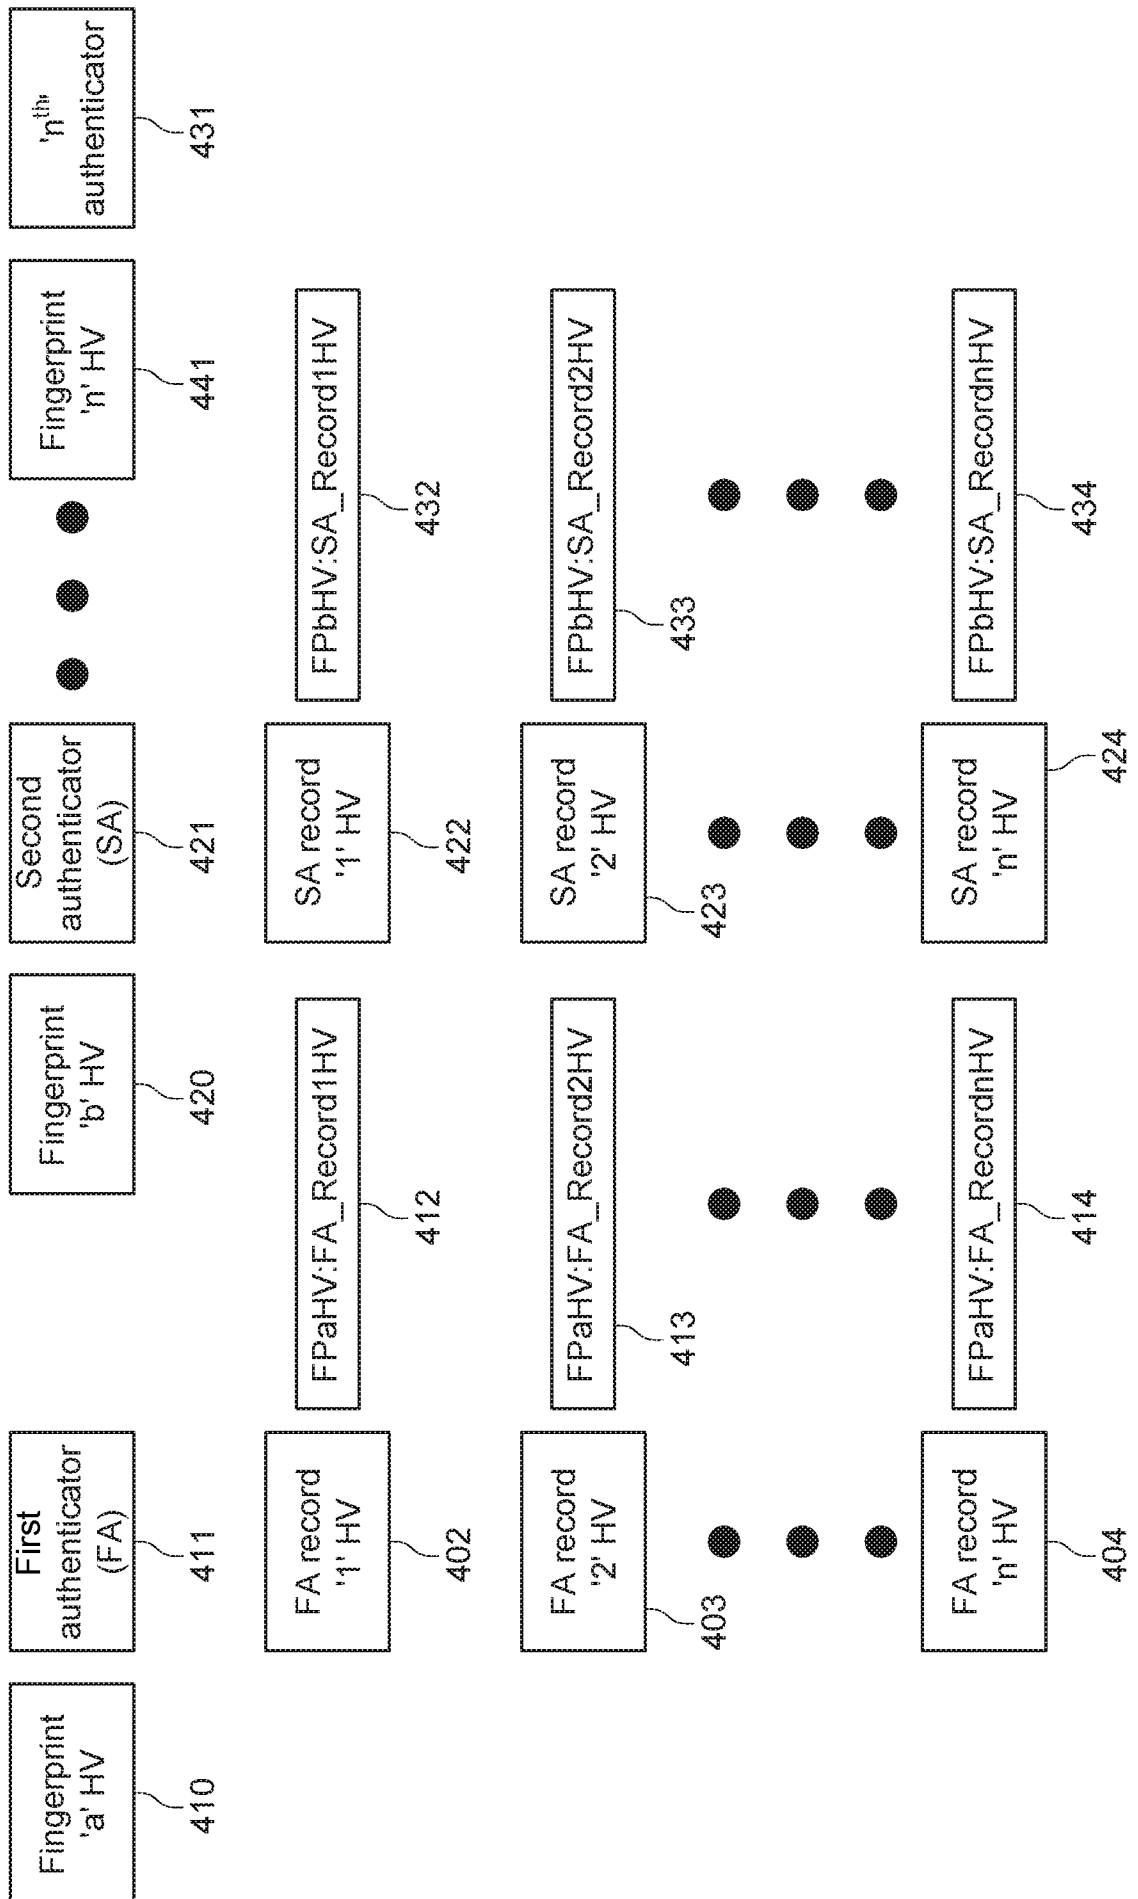 Fingerprint
'a' HV
410
First
authenticator
(FA)
411
Fingerprint
'b' HV
420
Second
authenticator
(SA)
421
Fingerprint
'n' HV
441
'nth'
authenticator
431
FA record
'1' HV
402
FPaHV:FA_Record1HV
412
SA record
'1' HV
422
FPbHV:SA_Record1HV
432
FA record
'2' HV
403
FPaHV:FA_Record2HV
413
SA record
'2' HV
423
FPbHV:SA_Record2HV
433
FA record
'n' HV
404
FPaHV:FA_RecordnHV
414
SA record
'n' HV
424
FPbHV:SA_RecordnHV
434